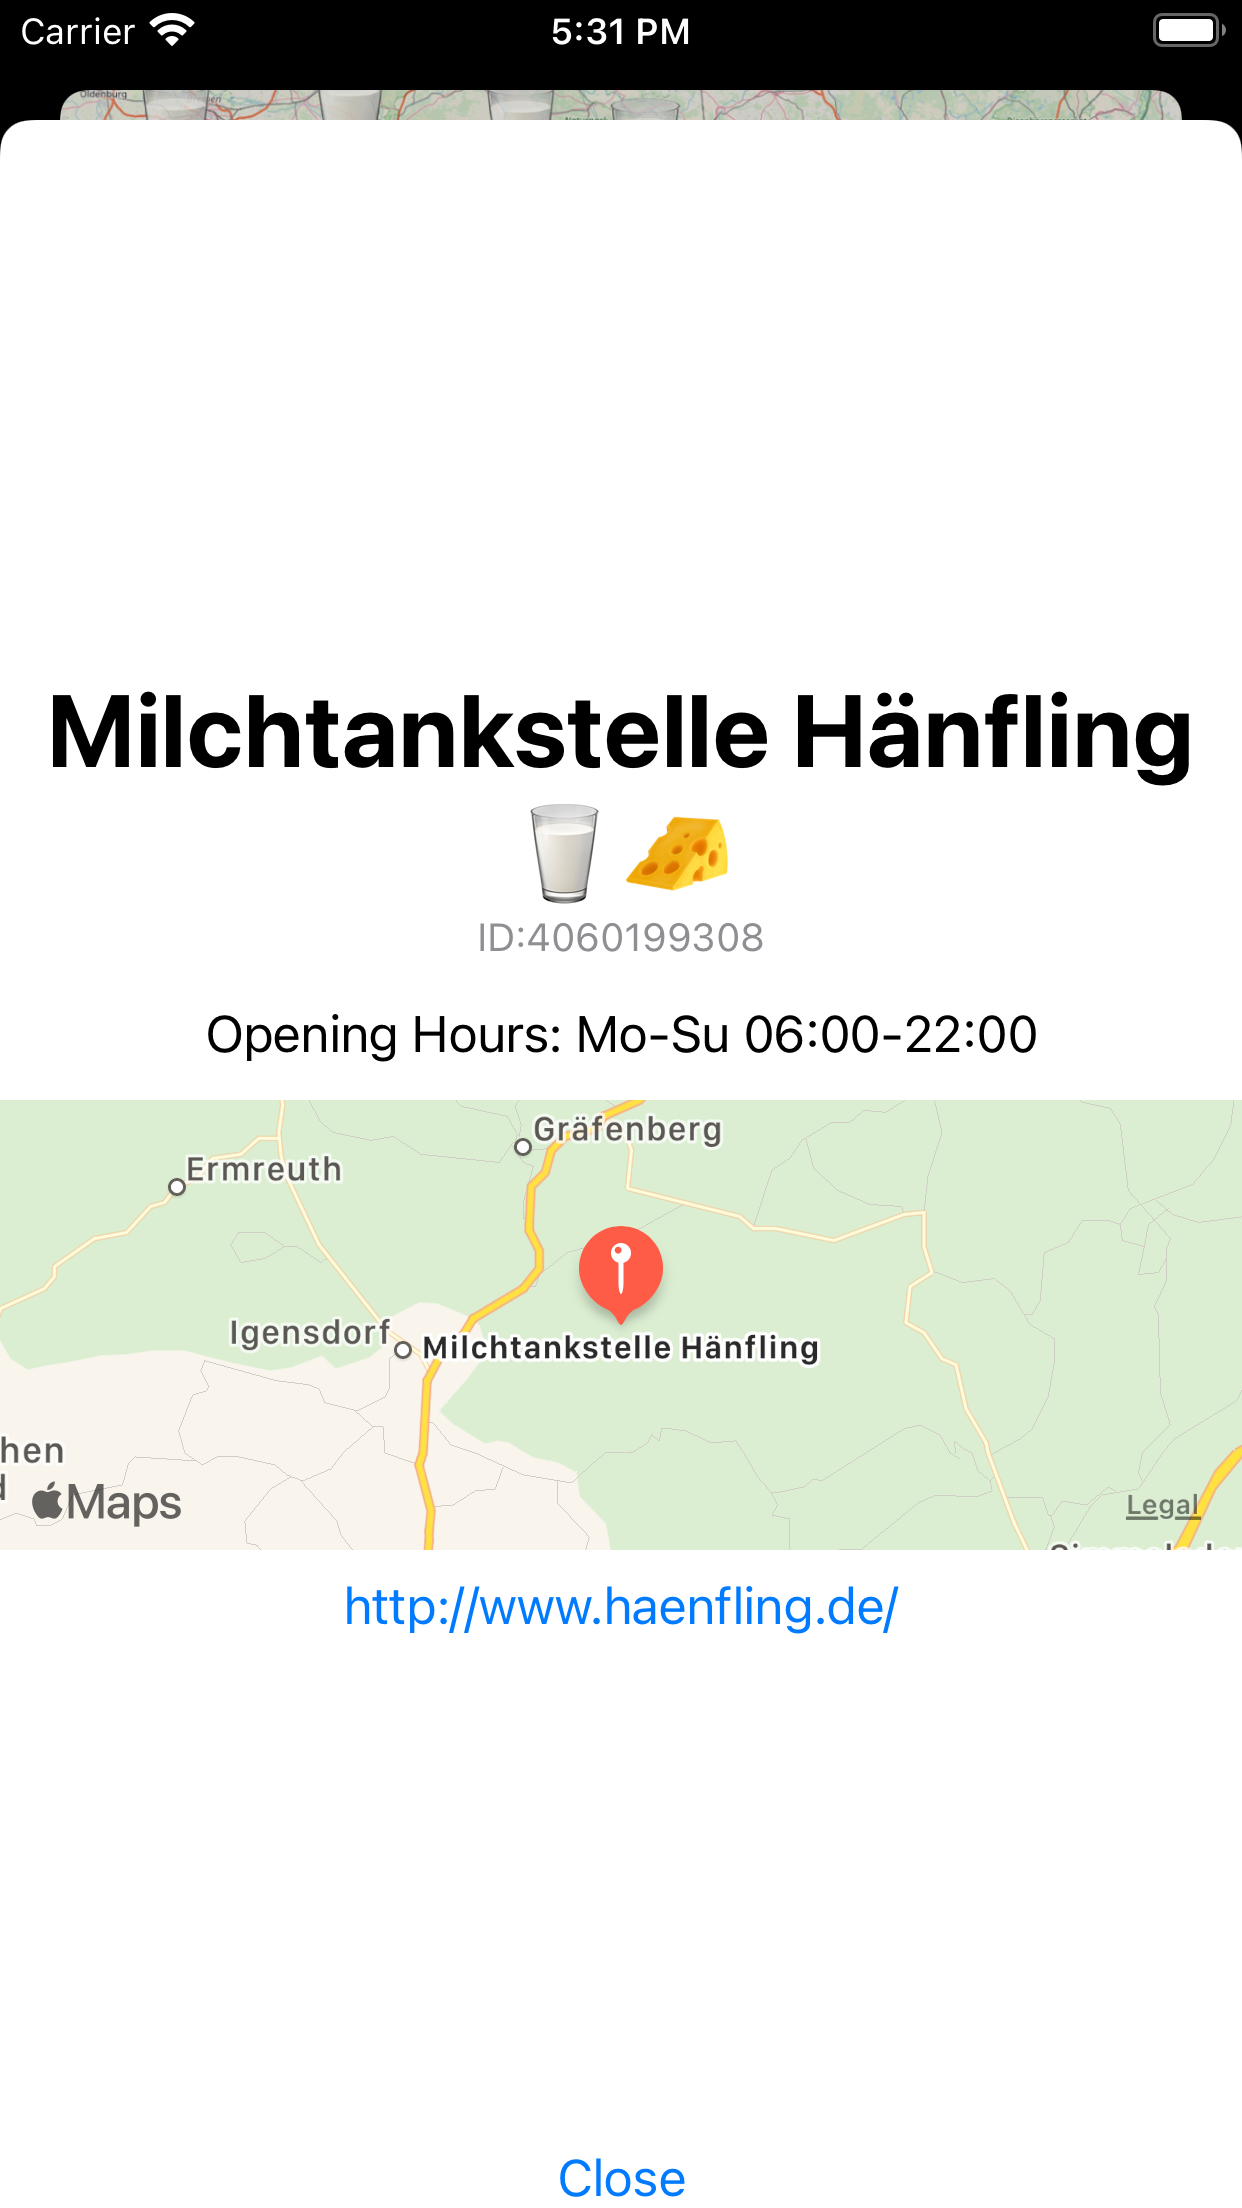 Carrier 5:31 PM
Oldenburg
Milchtankstelle Hänfling
ID:4060199308
Opening Hours: Mo-Su 06:00-22:00
Gräfenberg
Ermreuth
Igensdorf
Milchtankstelle Hänfling
hen
Maps
Legal
http://www.haenfling.de/
Close